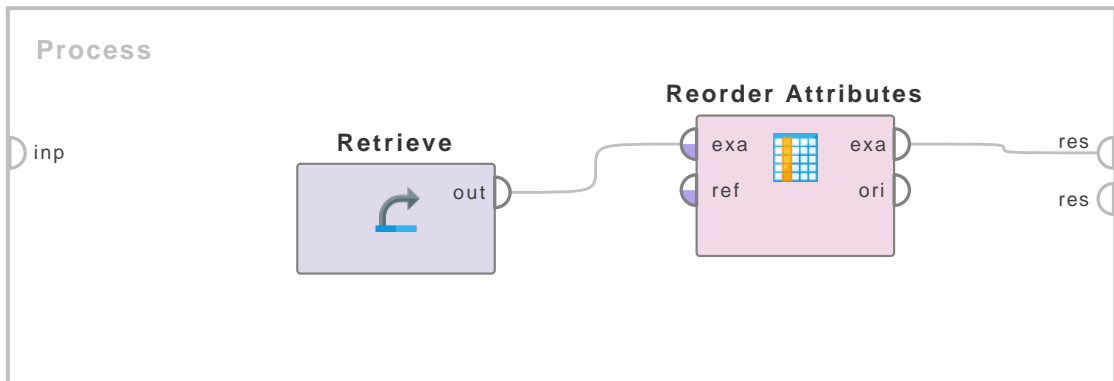 Process
inp
Retrieve
out
Reorder Attributes
exa exa
ref ori
res
res